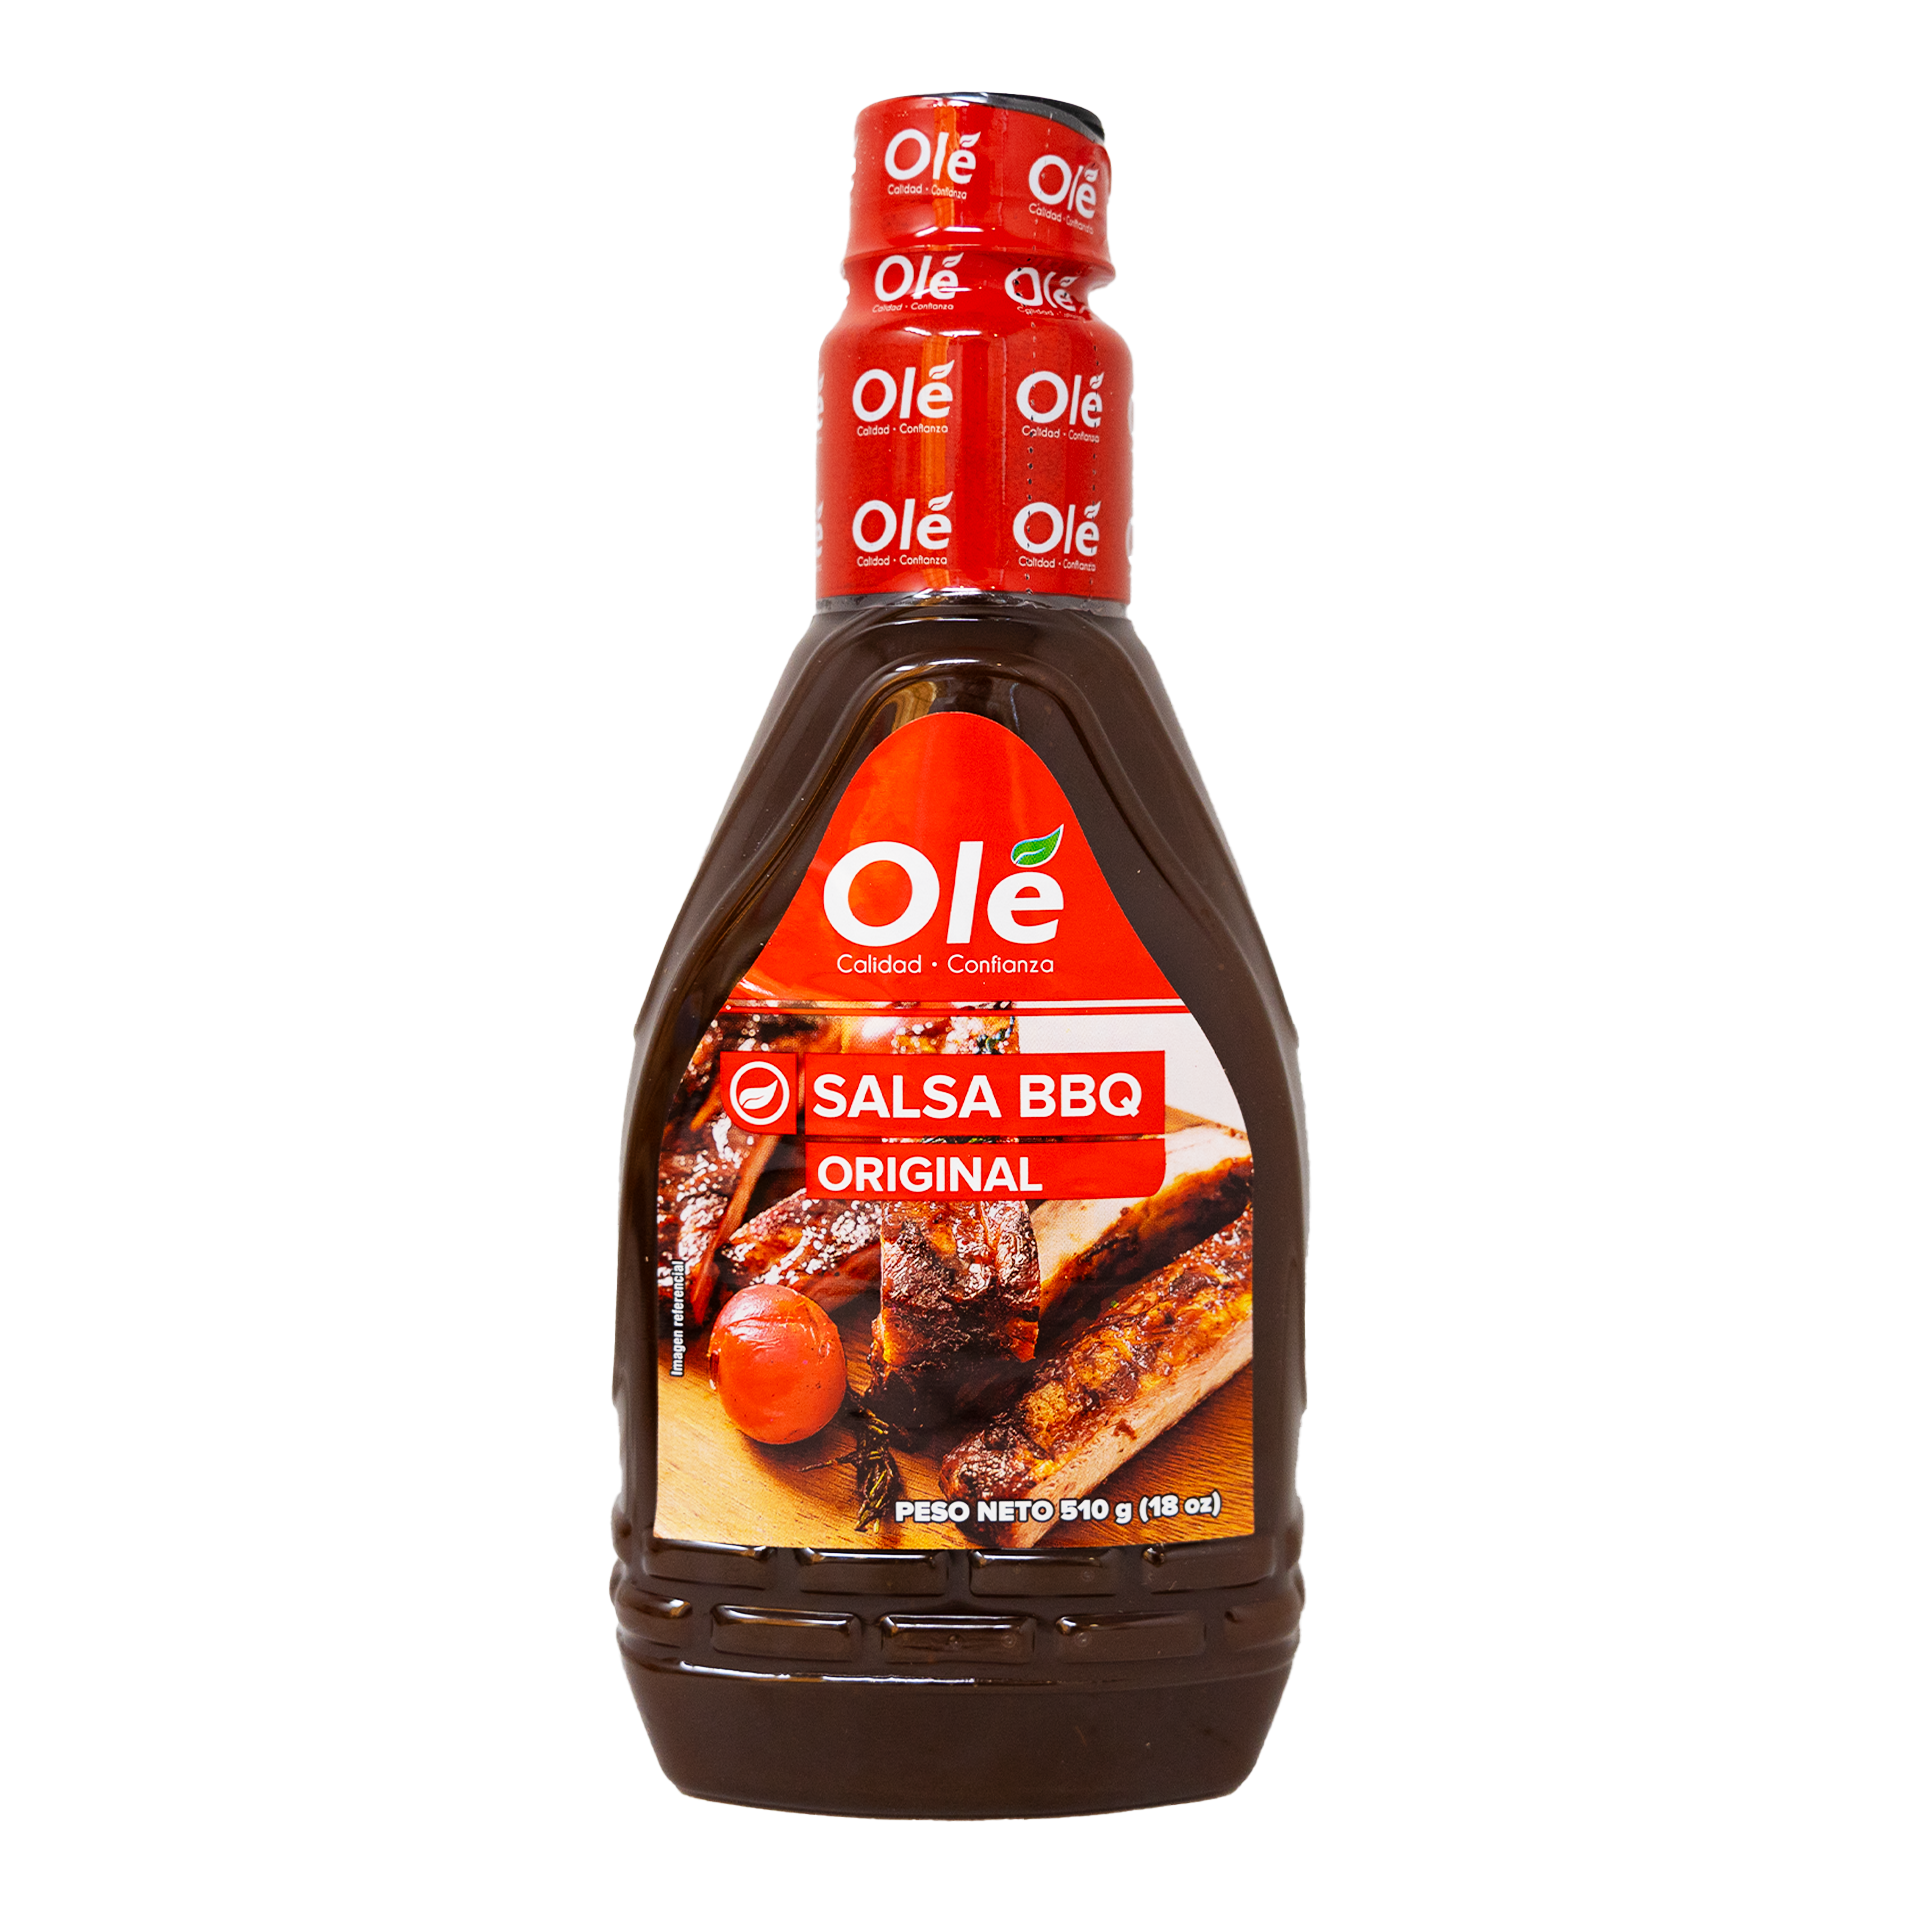 Olé
Calidad · Confianza
Olé
Calidad · Confianza
Olé
Calidad · Confianza
Olé
Olé
Calidad · Confianza
Olé
Calidad · Confianza
Olé
Calidad · Confianza
Olé
Calidad · Confianza
Olé
Calidad · Confianza
SALSA BBQ
ORIGINAL
Imagen referencial
PESO NETO 510 g (18 oz)